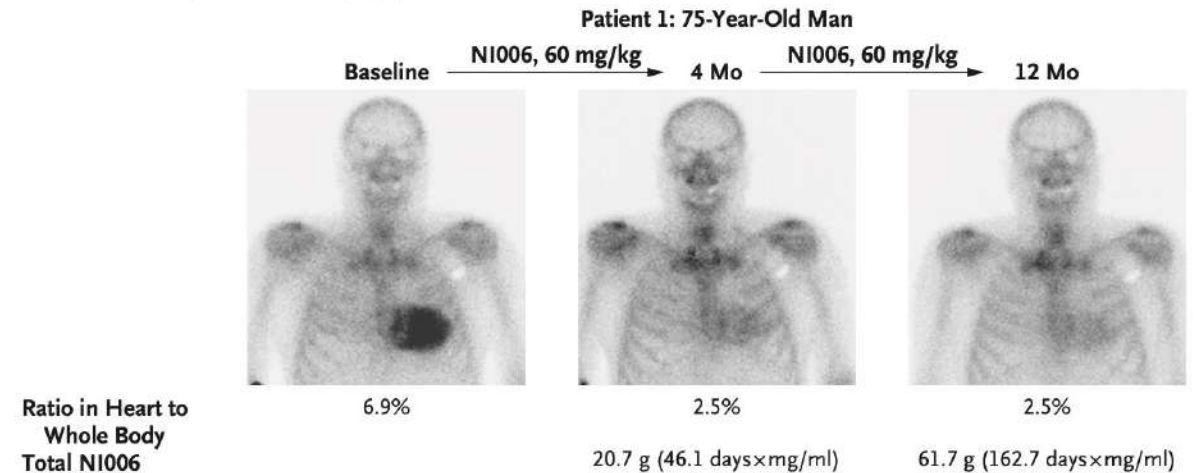 Patient 1: 75-Year-Old Man
Baseline NI006, 60 mg/kg 4 Mo NI006, 60 mg/kg 12 Mo
Ratio in Heart to Whole Body 6.9% 2.5% 2.5%
Total NI006 20.7 g (46.1 days×mg/ml) 61.7 g (162.7 days×mg/ml)